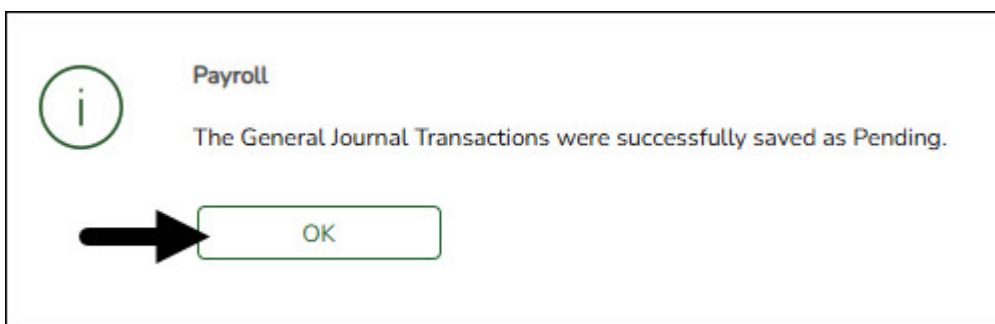 Payroll
The General Journal Transactions were successfully saved as Pending.
OK